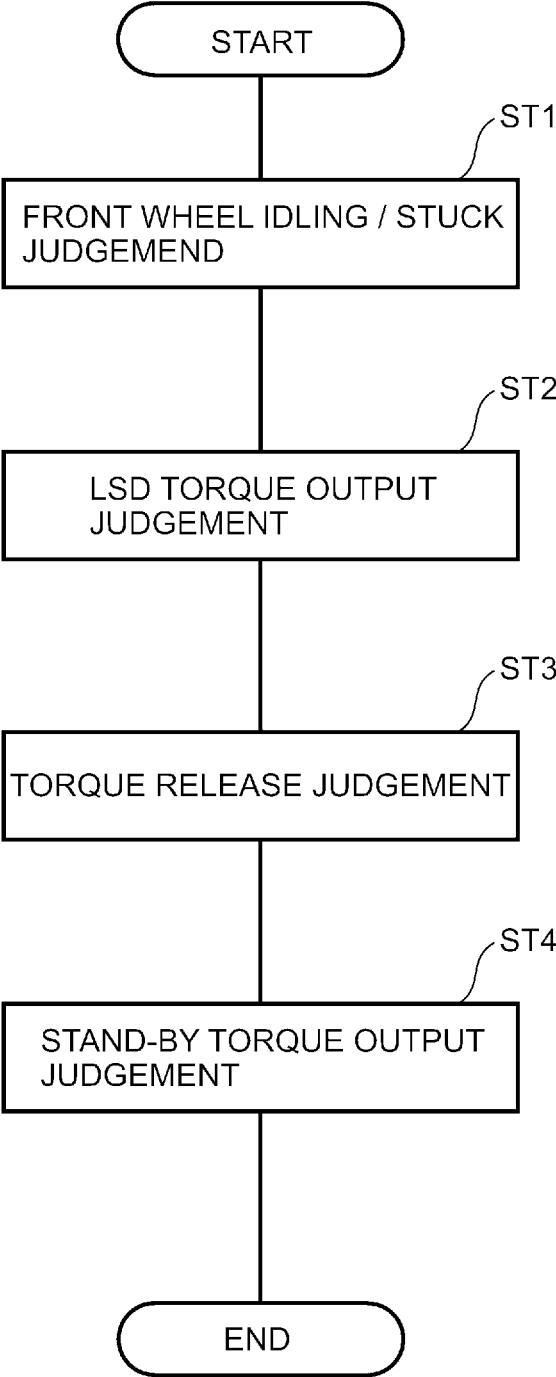 START
ST1
FRONT WHEEL IDLING / STUCK
JUDGEMEND
ST2
LSD TORQUE OUTPUT
JUDGEMENT
ST3
TORQUE RELEASE JUDGEMENT
ST4
STAND-BY TORQUE OUTPUT
JUDGEMENT
END